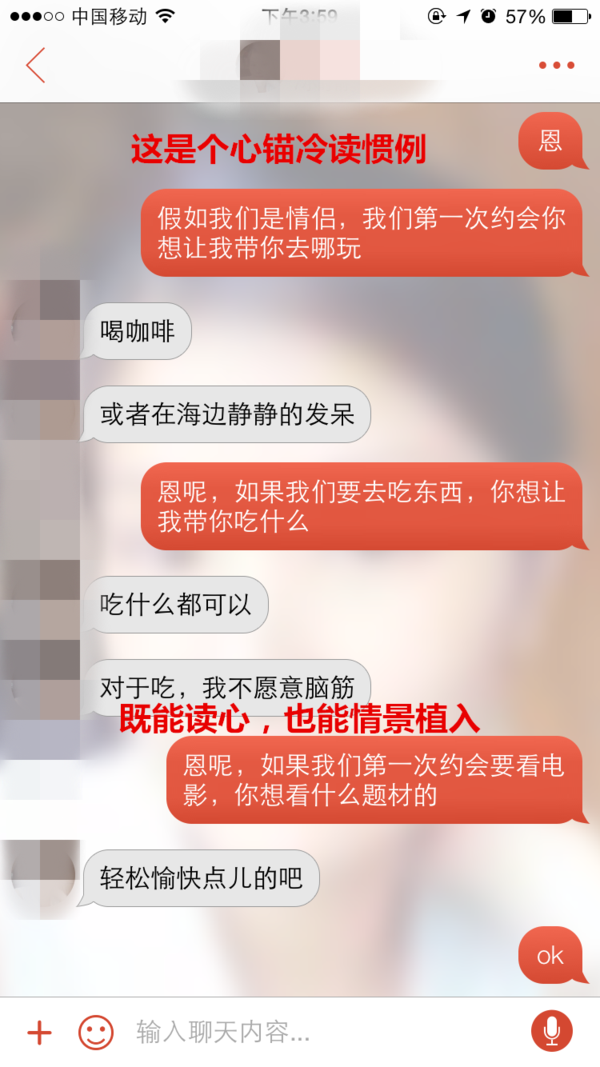 中国移动
下午3:59
57%
这是个心锚冷读惯例
恩
假如我们是情侣，我们第一次约会你
想让我带你去哪玩
喝咖啡
或者在海边静静的发呆
恩呢，如果我们要去吃东西，你想让
我带你吃什么
吃什么都可以
对于吃，我不愿意脑筋
既能读心，也能情景植入
恩呢，如果我们第一次约会要看电
影，你想看什么题材的
轻松愉快点儿的吧
ok
输入聊天内容...